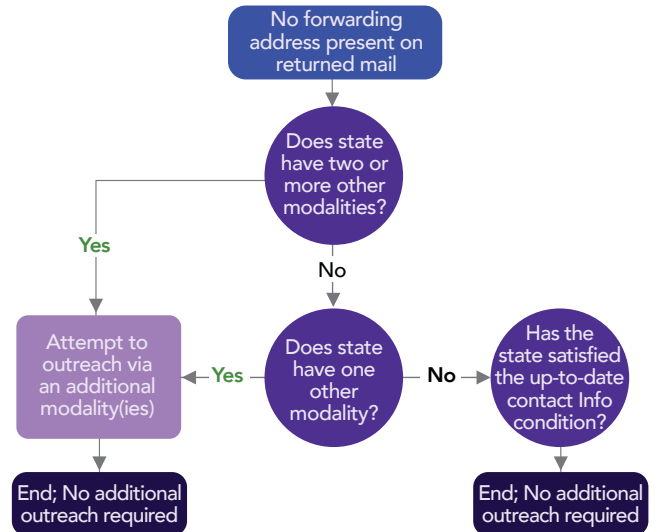 No forwarding
address present on
returned mail
Does state
have two or
more other
modalities?
Yes
No
Attempt to
outreach via
an additional
modality(ies)
Yes
Does state
have one
other
modality?
No
Has the
state satisfied
the up-to-date
contact Info
condition?
End; No additional
outreach required
End; No additional
outreach required